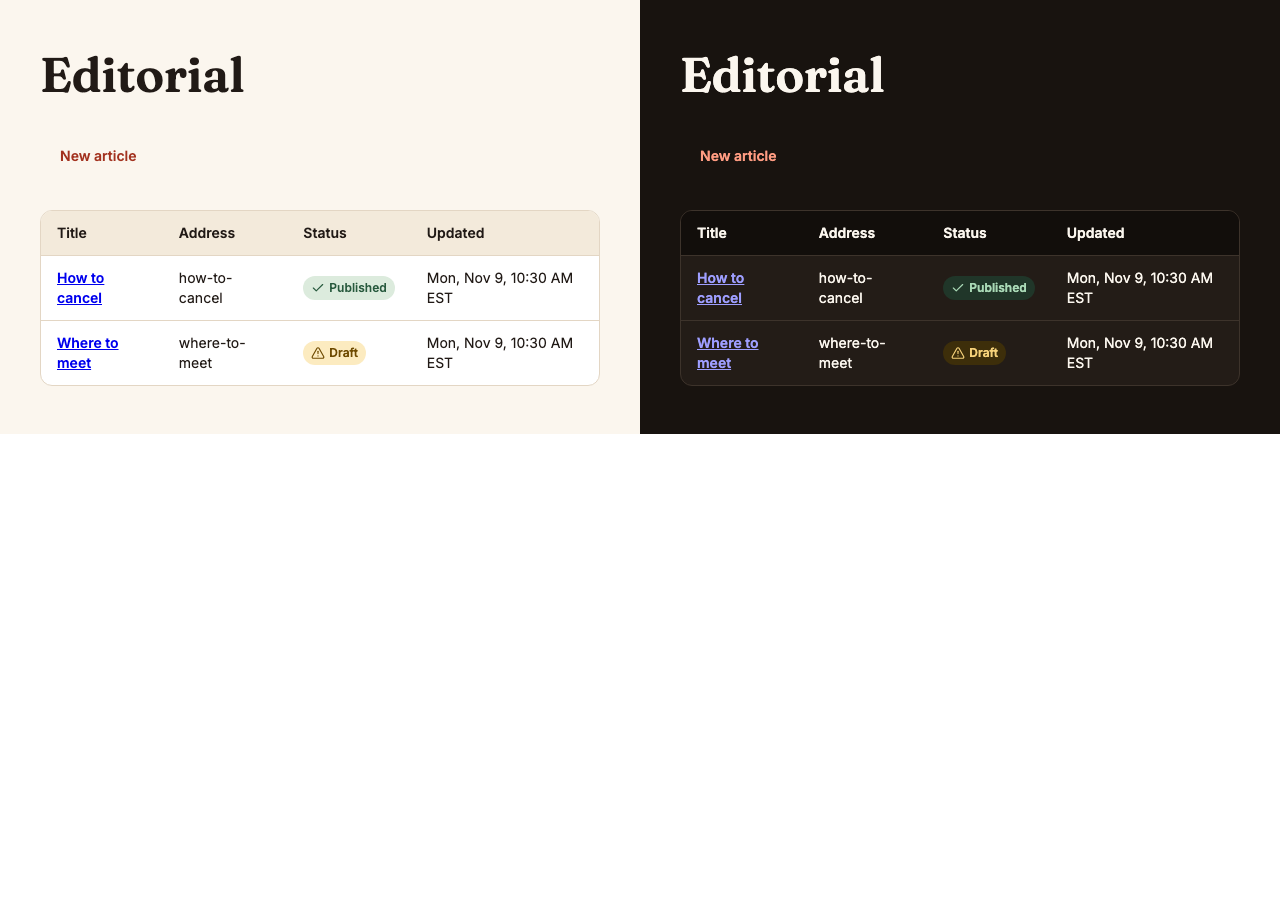 Editorial
New article
Title Address Status Updated
How to cancel how-to-cancel Published Mon, Nov 9, 10:30 AM EST
Where to meet where-to-meet Draft Mon, Nov 9, 10:30 AM EST
Editorial
New article
Title Address Status Updated
How to cancel how-to-cancel Published Mon, Nov 9, 10:30 AM EST
Where to meet where-to-meet Draft Mon, Nov 9, 10:30 AM EST